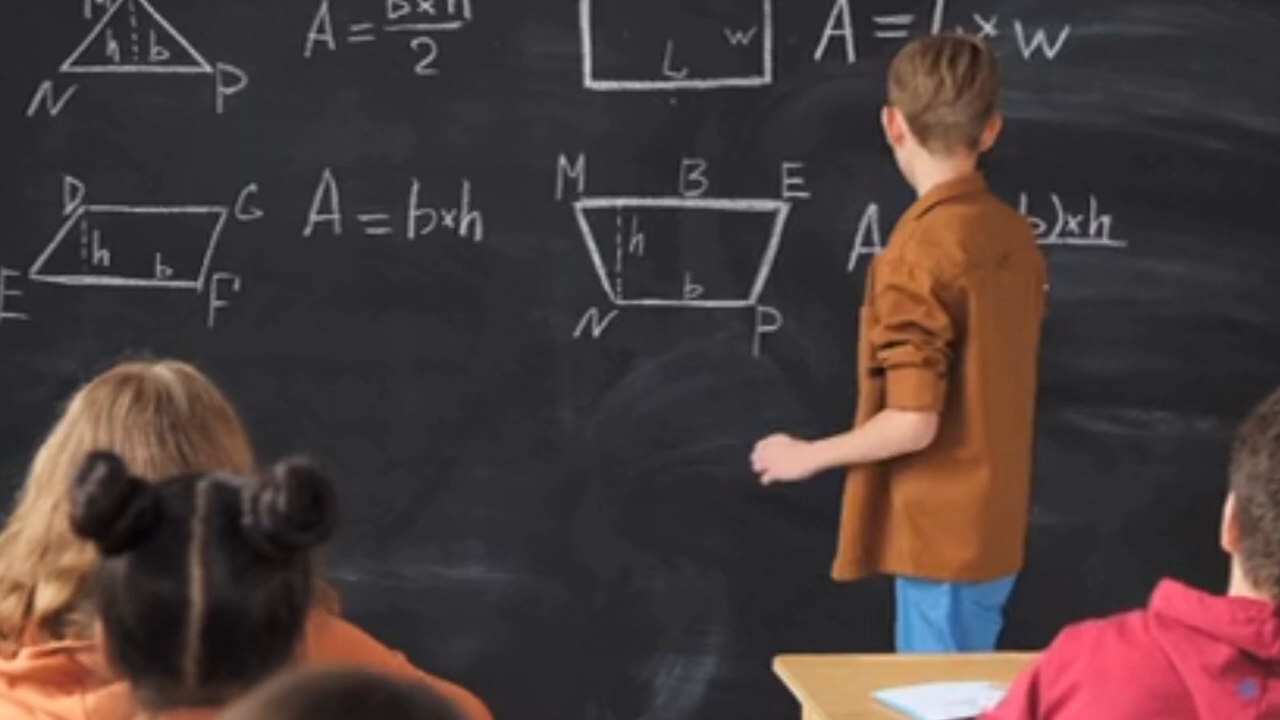 M
h b
N P
A = b×h
2
L
w
A = L × w
D G
h
b
E F
A = b×h
M B E
h
b
N P
A
b)×h